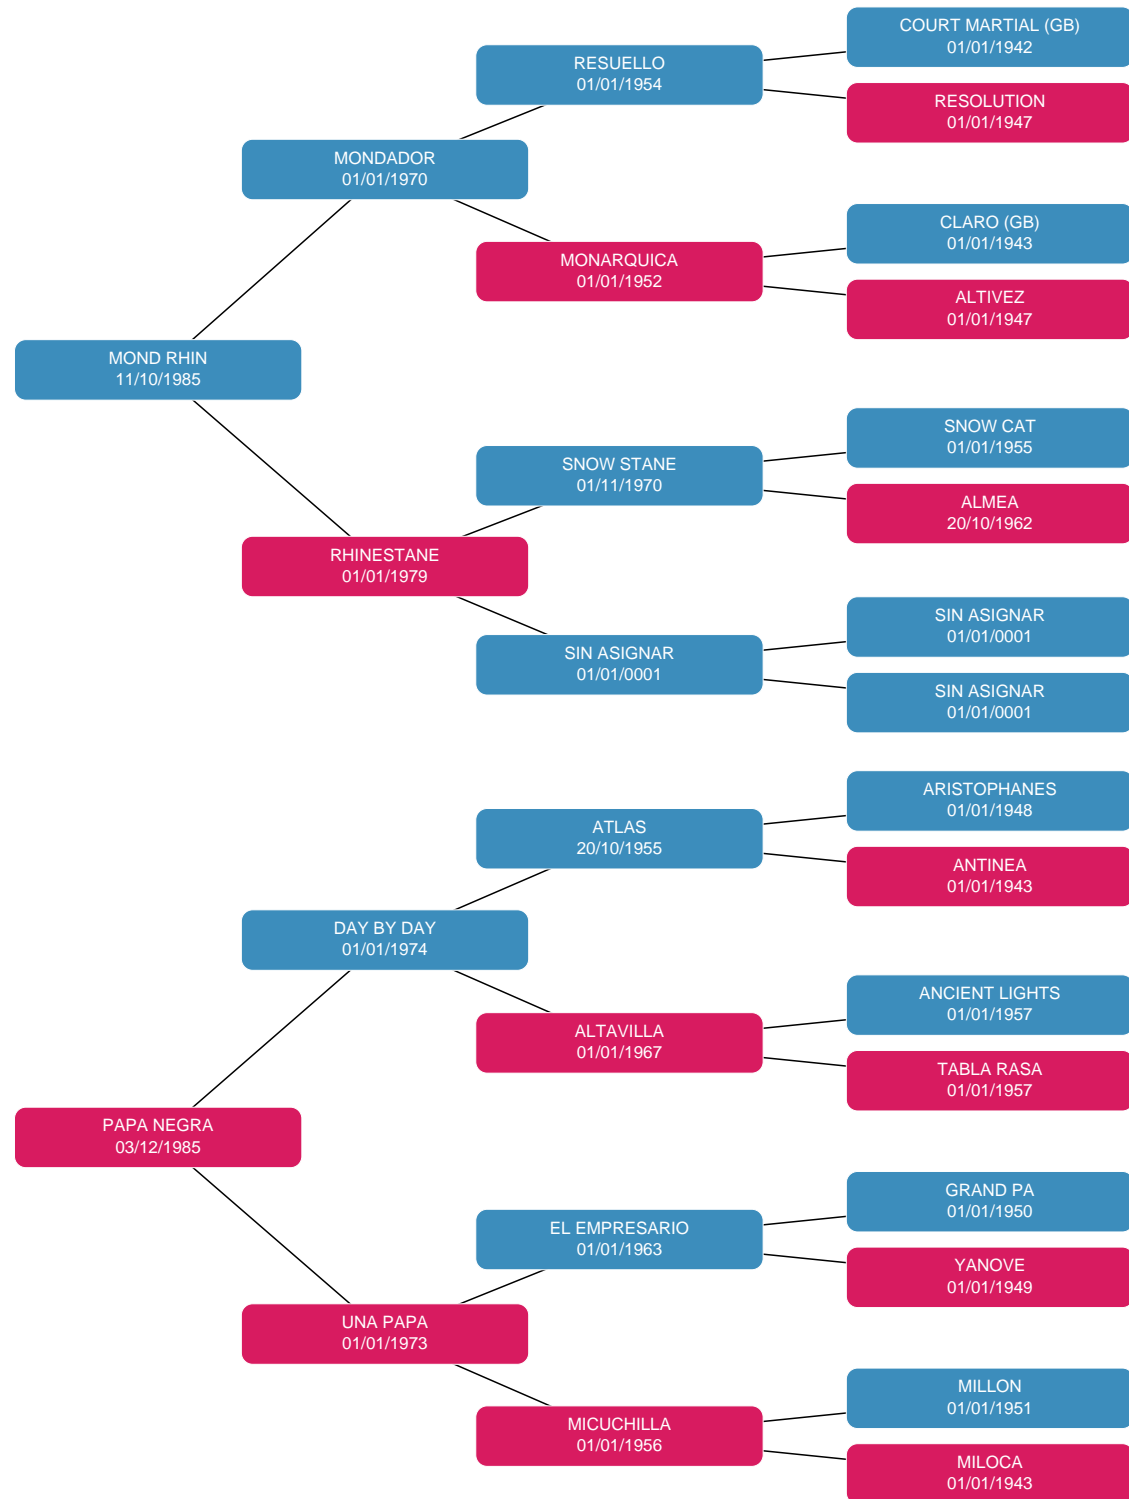 COURT MARTIAL (GB)
01/01/1942
RESUELLO
01/01/1954
RESOLUTION
01/01/1947
MONDADOR
01/01/1970
CLARO (GB)
01/01/1943
MONARQUICA
01/01/1952
ALTIVEZ
01/01/1947
MOND RHIN
11/10/1985
SNOW CAT
01/01/1955
SNOW STANE
01/11/1970
ALMEA
20/10/1962
RHINESTANE
01/01/1979
SIN ASIGNAR
01/01/0001
SIN ASIGNAR
01/01/0001
SIN ASIGNAR
01/01/0001
ARISTOPHANES
01/01/1948
ATLAS
20/10/1955
ANTINEA
01/01/1943
DAY BY DAY
01/01/1974
ANCIENT LIGHTS
01/01/1957
ALTAVILLA
01/01/1967
TABLA RASA
01/01/1957
PAPA NEGRA
03/12/1985
GRAND PA
01/01/1950
EL EMPRESARIO
01/01/1963
YANOVE
01/01/1949
UNA PAPA
01/01/1973
MILLON
01/01/1951
MICUCHILLA
01/01/1956
MILOCA
01/01/1943